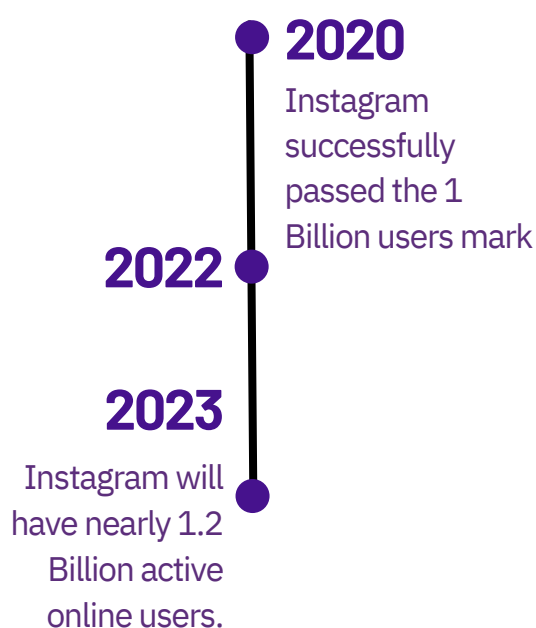 2020
Instagram
successfully
passed the 1
Billion users mark
2022
2023
Instagram will
have nearly 1.2
Billion active
online users.